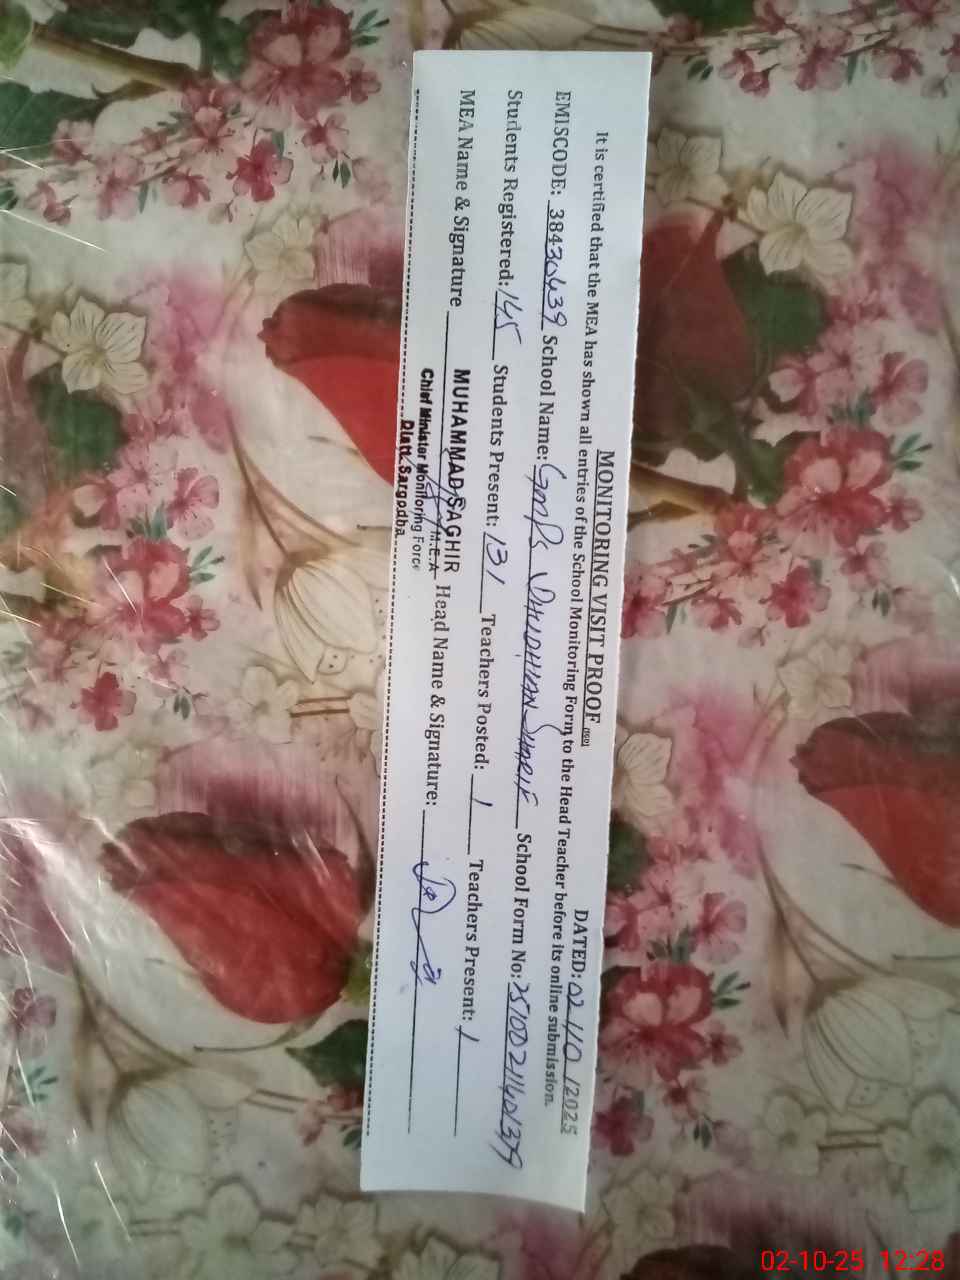 MONITORING VISIT PROOF
DATED: 02/10/2025
It is certified that the MEA has shown all entries of the School Monitoring Form to the Head Teacher before its online submission.
EMISCODE: 38430639 School Name: GMPS DHUDHIAN SHARIF School Form No: 25100211401379
Students Registered: 145 Students Present: 131 Teachers Posted: 1 Teachers Present: 1
MEA Name & Signature MUHAMMAD SAGHIR Head Name & Signature:
M.E.A
Chief Minister Monitoring Force
Distt: Sargodha
02-10-25 12:28